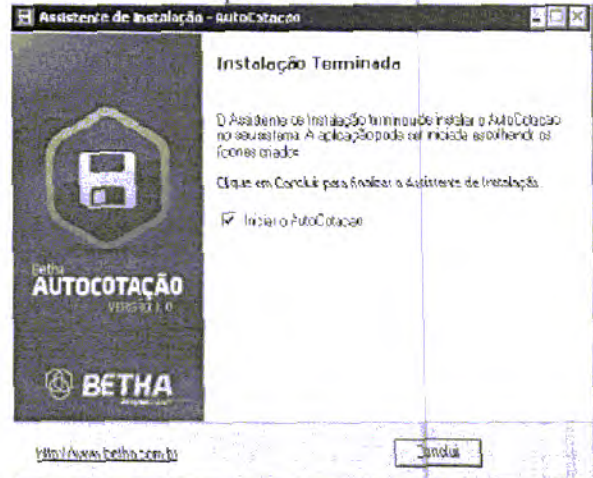 Assistente de Instalação - AutoCotacao
Instalação Terminada
O Assistente de Instalação terminou de instalar o AutoCotacao
no seu sistema. A aplicação pode ser iniciada escolhendo os
ícones criados
Clique em Concluir para finalizar o Assistente de Instalação.
Iniciar o AutoCotacao
Betha
AUTOCOTAÇÃO
BETHA
http://www.betha.com.br
Concluir